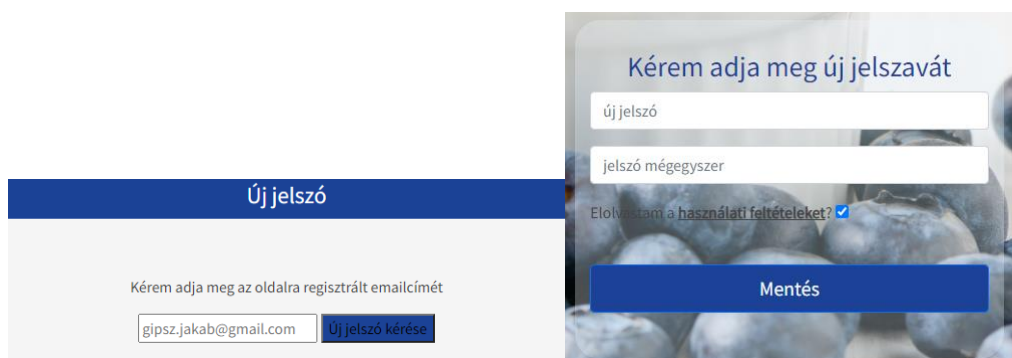 Új jelszó
Kérem adja meg az oldalra regisztrált emailcímét
gipsz.jakab@gmail.com Új jelszó kérése
Kérem adja meg új jelszavát
új jelszó
jelszó mégegyszer
Elolvastam a használati feltételeket?
Mentés